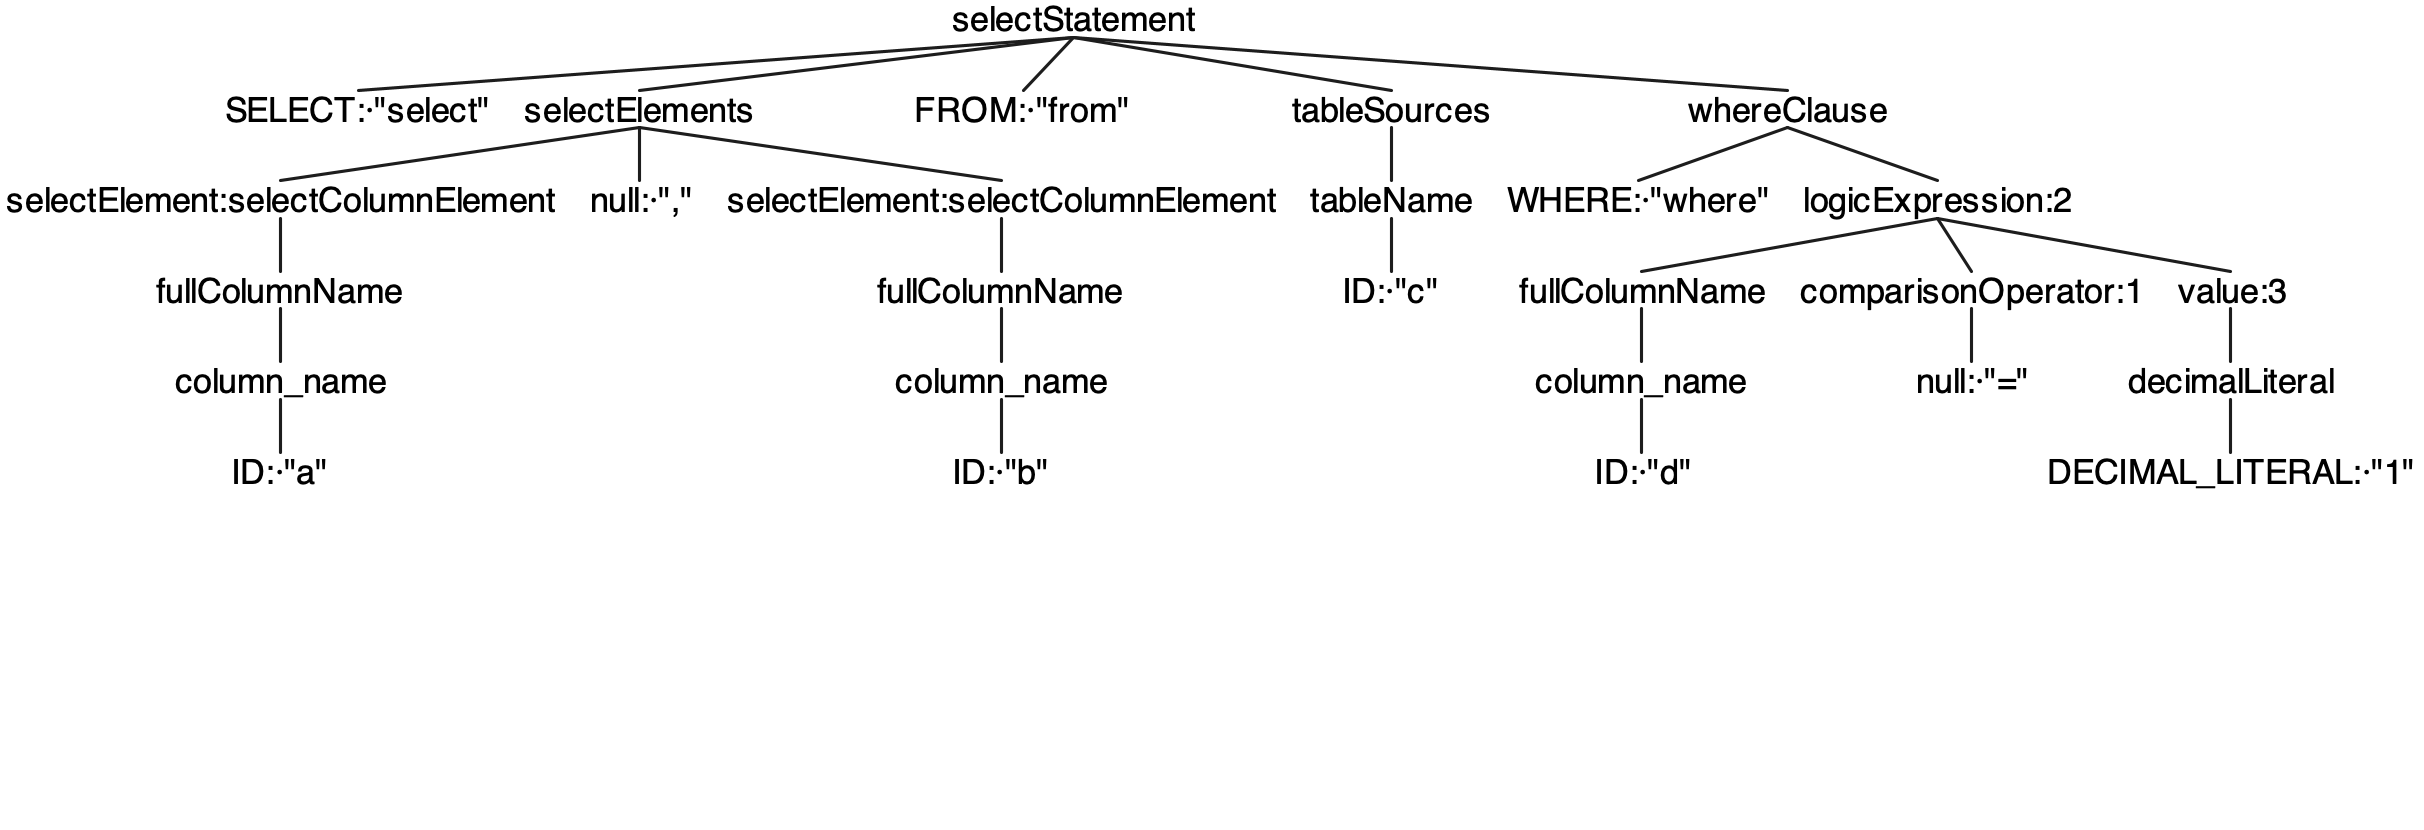 selectStatement
SELECT:·"select" selectElements FROM:·"from" tableSources whereClause
selectElement:selectColumnElement null:·"," selectElement:selectColumnElement tableName WHERE:·"where" logicExpression:2
fullColumnName fullColumnName ID:·"c" fullColumnName comparisonOperator:1 value:3
column_name column_name column_name null:·"=" decimalLiteral
ID:·"a" ID:·"b" ID:·"d" DECIMAL_LITERAL:·"1"